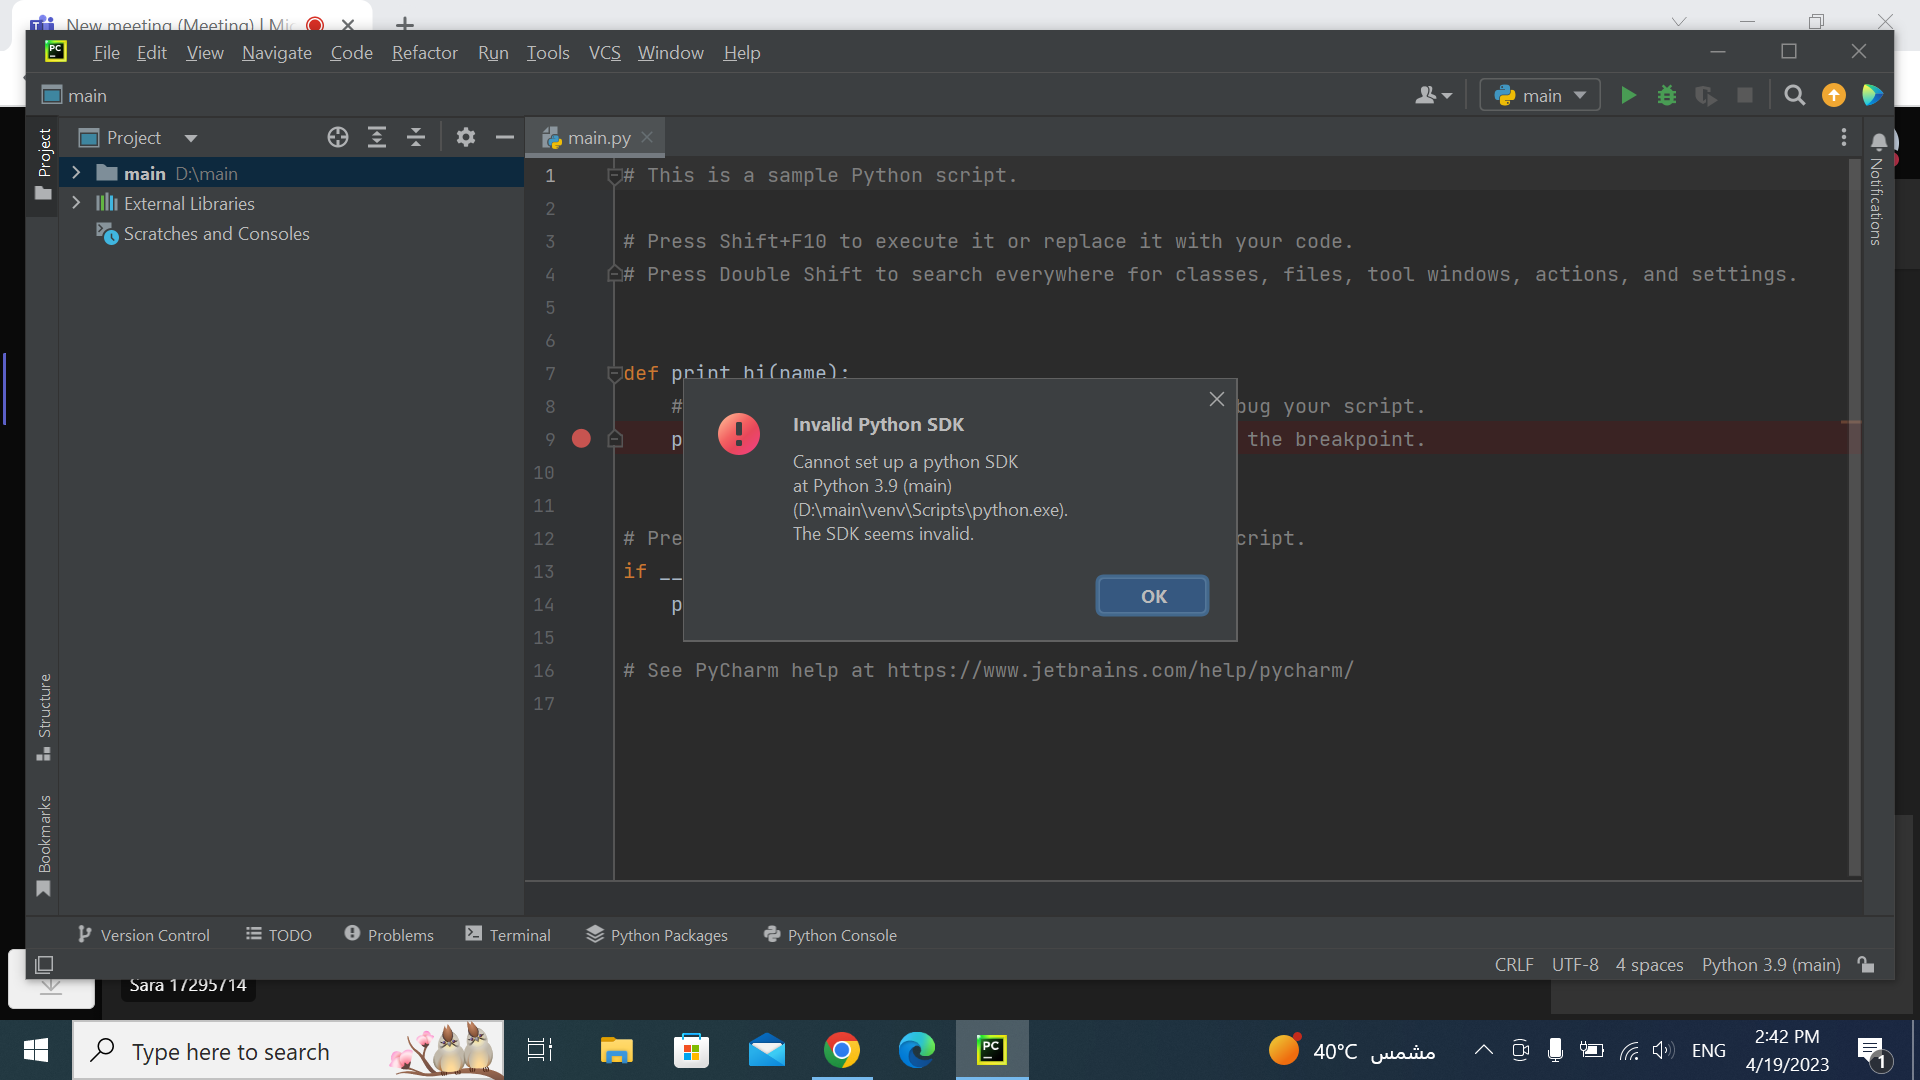 New meeting (Meeting) | Mic
PC
File Edit View Navigate Code Refactor Run Tools VCS Window Help
main
main
Project
Project
main.py
main D:\main
External Libraries
Scratches and Consoles
Notifications
Structure
Bookmarks
1 # This is a sample Python script.
2
3 # Press Shift+F10 to execute it or replace it with your code.
4 # Press Double Shift to search everywhere for classes, files, tool windows, actions, and settings.
5
6
7 def print_hi(name):
8 # bug your script.
9 p the breakpoint.
10
11
12 # Pre cript.
13 if __
14 p
15
16 # See PyCharm help at https://www.jetbrains.com/help/pycharm/
17
Invalid Python SDK
Cannot set up a python SDK
at Python 3.9 (main)
(D:\main\venv\Scripts\python.exe).
The SDK seems invalid.
OK
Version Control TODO Problems Terminal Python Packages Python Console
CRLF UTF-8 4 spaces Python 3.9 (main)
Sara 17295714
Type here to search
PC
40°C مشمس
ENG
2:42 PM
4/19/2023
1